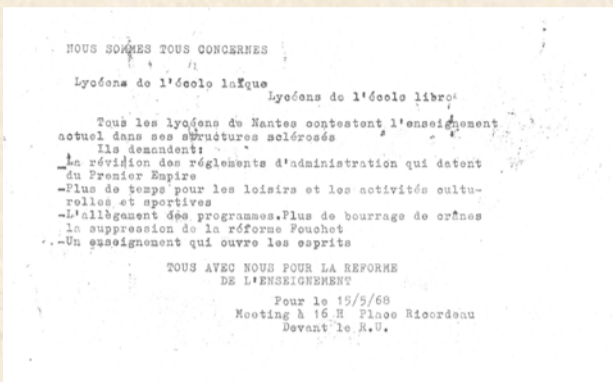 NOUS SOMMES TOUS CONCERNES
Lycéens de l'école laïque
Lycéens de l'école libre
Tous les lycéens de Nantes contestent l'enseignement
actuel dans ses structures sclérosés
Ils demandent:
-La révision des réglements d'administration qui datent
du Premier Empire
-Plus de temps pour les loisirs et les activités cultu-
relles et sportives
-L'allègement des programmes.Plus de bourrage de crânes
la suppression de la réforme Fouchet
-Un enseignement qui ouvre les esprits
TOUS AVEC NOUS POUR LA REFORME
DE L'ENSEIGNEMENT
Pour le 15/5/68
Meeting à 16 H Place Ricordeau
Devant le R.U.